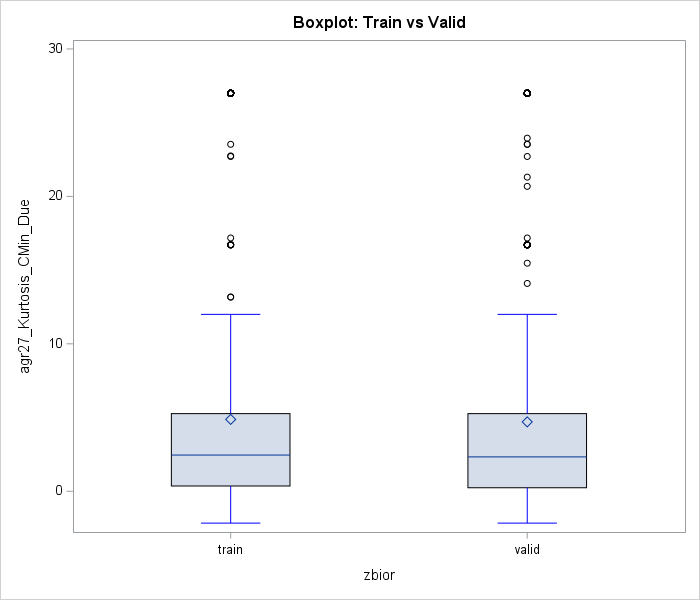 Boxplot: Train vs Valid
30
20
10
0
agr27_Kurtosis_CMin_Due
train
valid
zbior